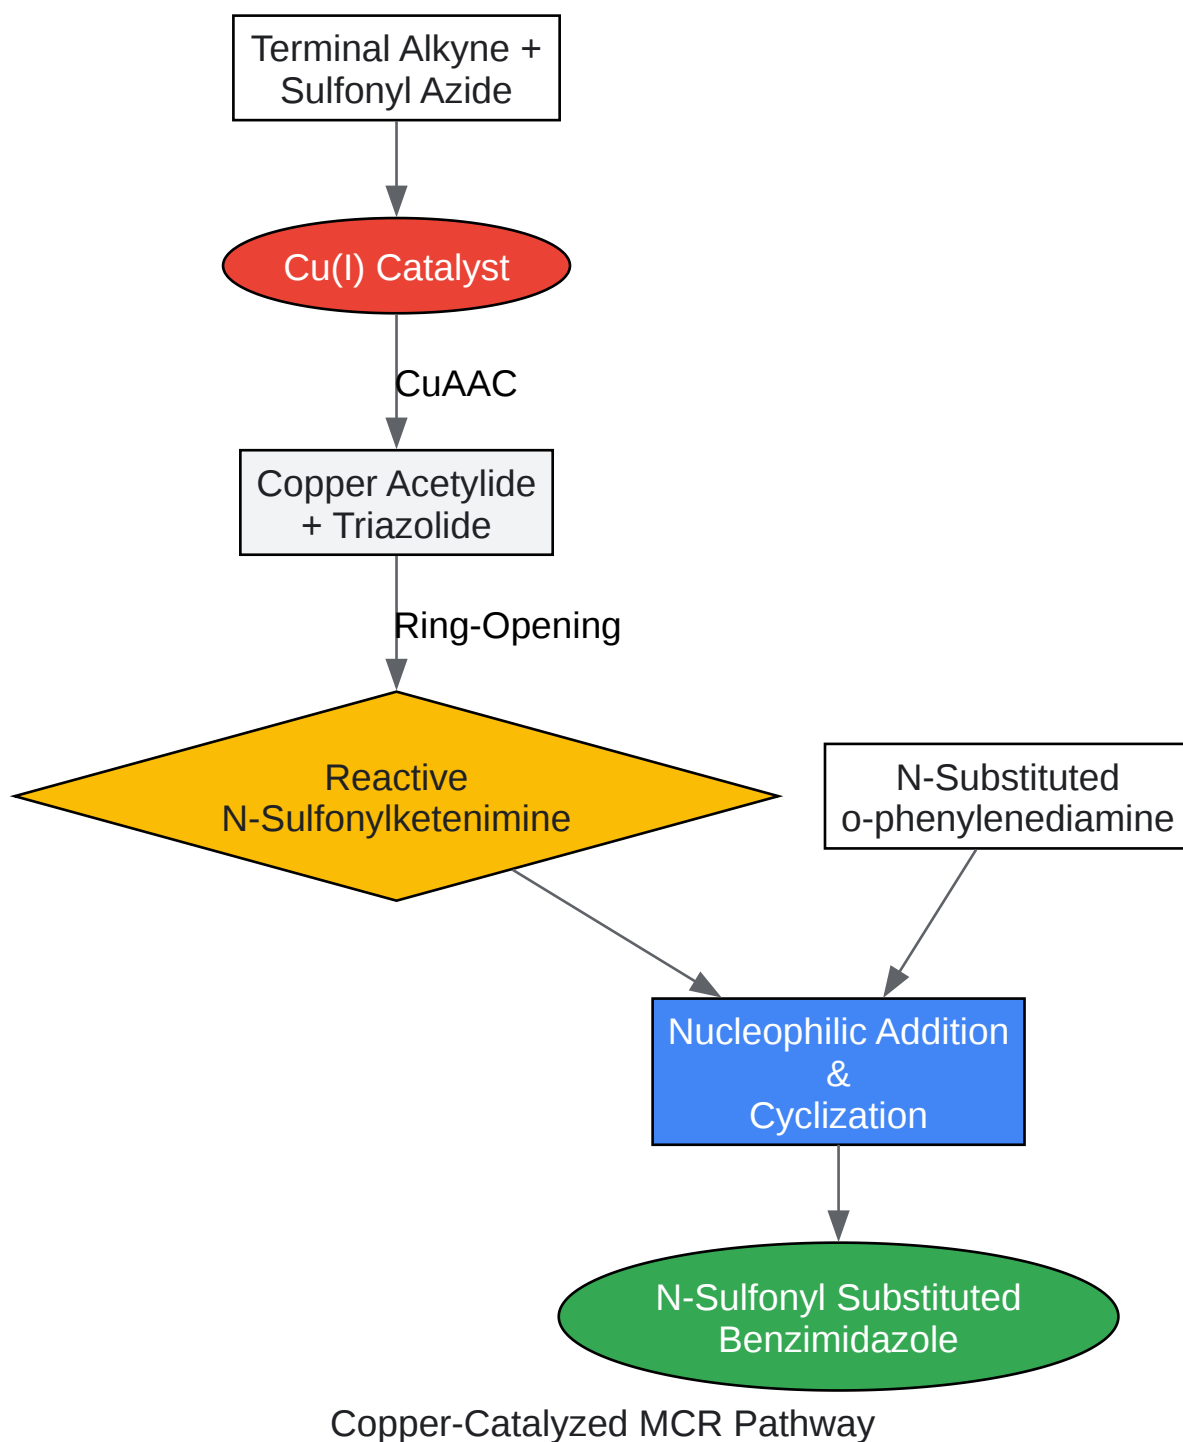 Terminal Alkyne +
Sulfonyl Azide
Cu(I) Catalyst
CuAAC
Copper Acetylide
+ Triazolide
Ring-Opening
Reactive
N-Sulfonylketenimine
N-Substituted
o-phenylenediamine
Nucleophilic Addition
&
Cyclization
N-Sulfonyl Substituted
Benzimidazole
Copper-Catalyzed MCR Pathway